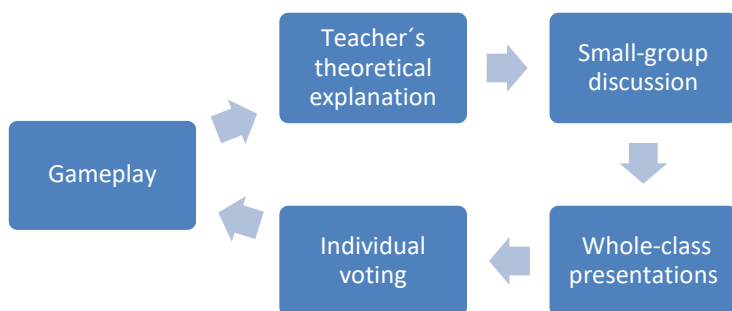 Teacher´s
theoretical
explanation
Small-group
discussion
Gameplay
Individual
voting
Whole-class
presentations